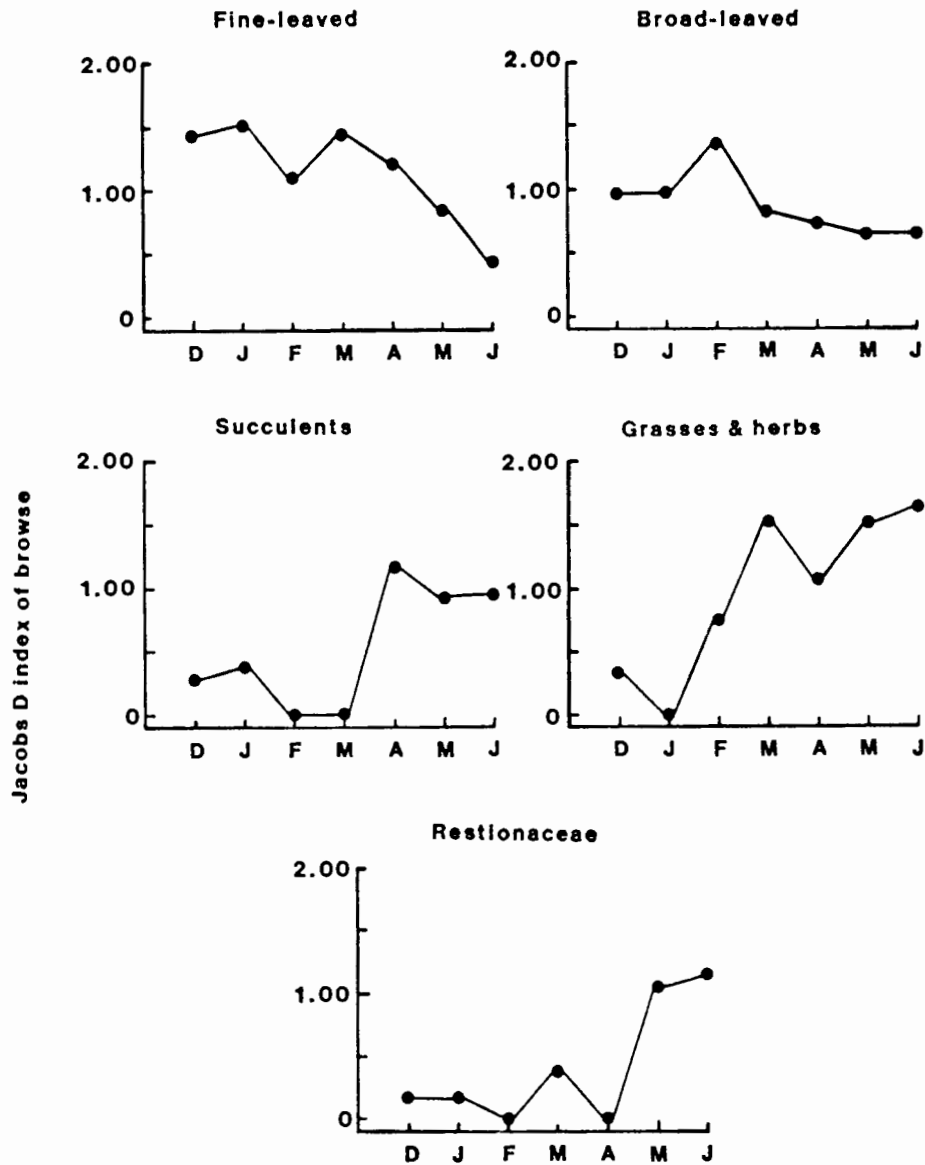 Fine-leaved
Broad-leaved
2.00
1.00
0
D J F M A M J
2.00
1.00
0
D J F M A M J
Succulents
Grasses & herbs
Jacobs D index of browse
2.00
1.00
0
D J F M A M J
2.00
1.00
0
D J F M A M J
Restionaceae
2.00
1.00
0
D J F M A M J